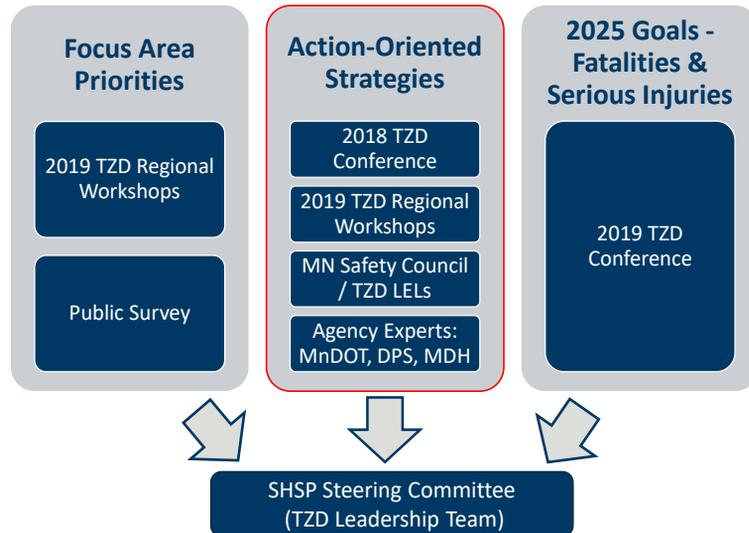 Focus Area
Priorities
2019 TZD Regional
Workshops
Public Survey
Action-Oriented
Strategies
2018 TZD
Conference
2019 TZD Regional
Workshops
MN Safety Council
/ TZD LELs
Agency Experts:
MnDOT, DPS, MDH
2025 Goals -
Fatalities &
Serious Injuries
2019 TZD
Conference
SHSP Steering Committee
(TZD Leadership Team)